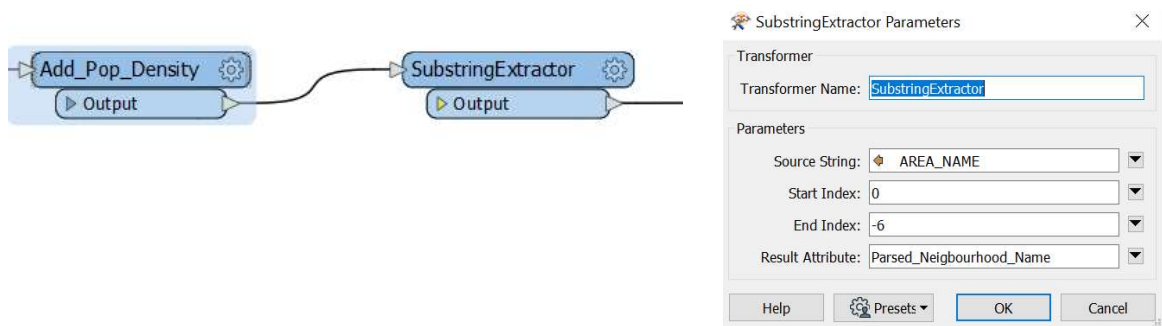 Add_Pop_Density
Output
SubstringExtractor
Output
SubstringExtractor Parameters
Transformer
Transformer Name: SubstringExtractor
Parameters
Source String: AREA_NAME
Start Index: 0
End Index: -6
Result Attribute: Parsed_Neigbourhood_Name
Help Presets OK Cancel